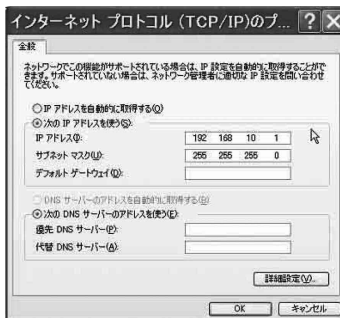 インターネット プロトコル (TCP/IP)のプ... ? ×
全般
ネットワークでこの機能がサポートされている場合は、IP 設定を自動的に取得することがで
きます。サポートされていない場合は、ネットワーク管理者に適切な IP 設定を問い合わせ
てください。
IP アドレスを自動的に取得する(O)
次の IP アドレスを使う(S):
IP アドレス(I): 192 168 10 1
サブネット マスク(U): 255 255 255 0
デフォルト ゲートウェイ(D):
DNS サーバーのアドレスを自動的に取得する(B)
次の DNS サーバーのアドレスを使う(E):
優先 DNS サーバー(P):
代替 DNS サーバー(A):
詳細設定(V)...
OK キャンセル